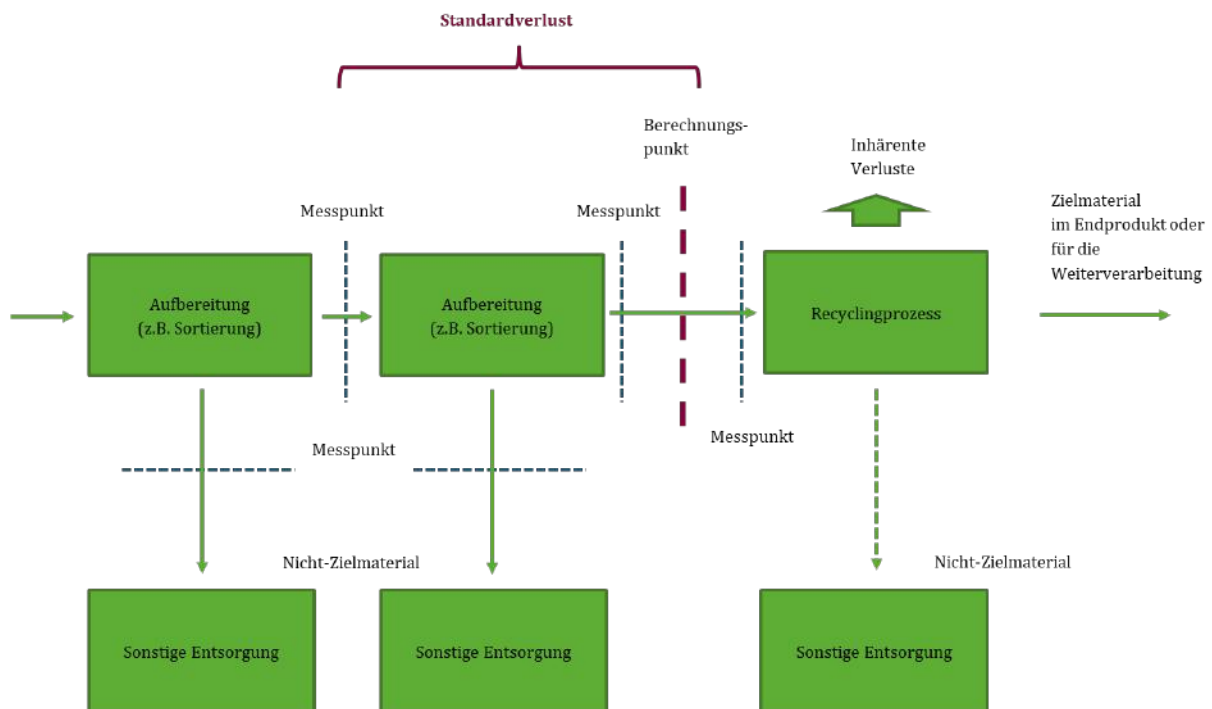 Standardverlust
Berechnungs-
punkt
Inhärente
Verluste
Messpunkt
Messpunkt
Zielmaterial
im Endprodukt oder
für die
Weiterverarbeitung
Aufbereitung
(z.B. Sortierung)
Aufbereitung
(z.B. Sortierung)
Recyclingprozess
Messpunkt
Messpunkt
Nicht-Zielmaterial
Nicht-Zielmaterial
Sonstige Entsorgung
Sonstige Entsorgung
Sonstige Entsorgung